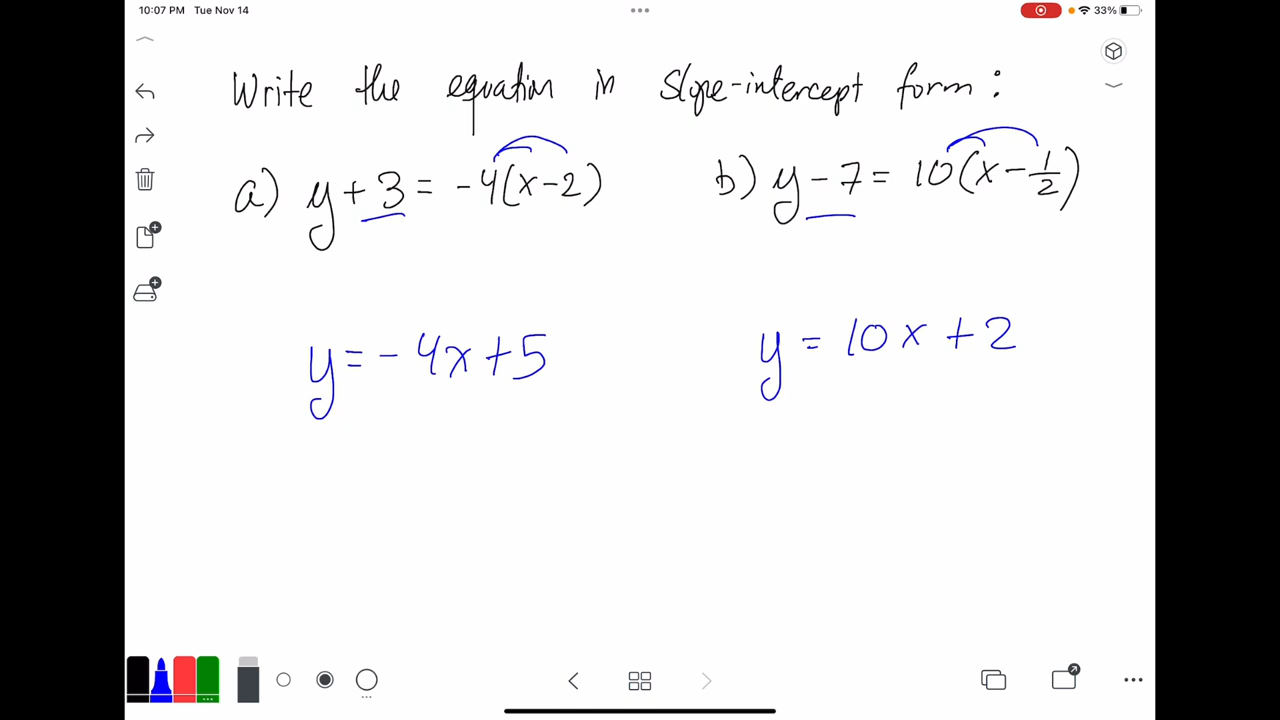 10:07 PM Tue Nov 14
33%
Write the equation in slope-intercept form:
a) y + 3 = -4(x - 2)
b) y - 7 = 10(x - 1/2)
y = -4x + 5
y = 10x + 2